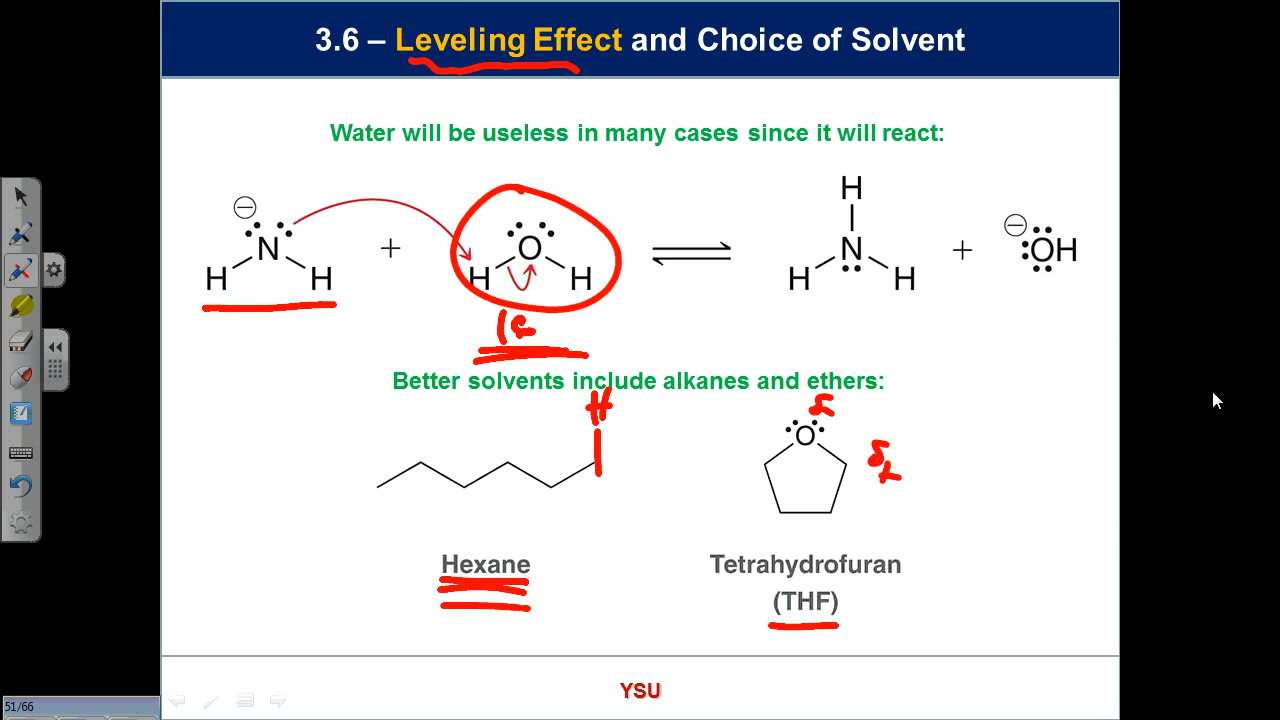 3.6 – Leveling Effect and Choice of Solvent
Water will be useless in many cases since it will react:
⊖ N H H + H O H ⇌ H N H H + ⊖ OH
Better solvents include alkanes and ethers:
H
O
Hexane
Tetrahydrofuran
(THF)
YSU
51/66